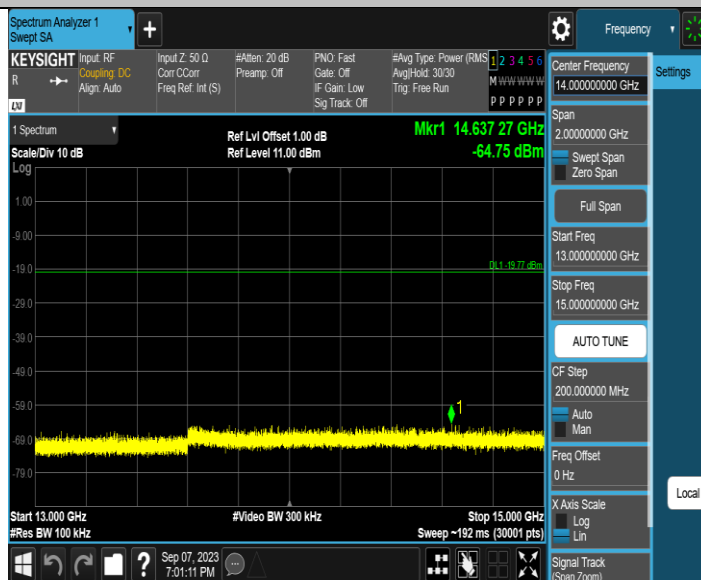 Spectrum Analyzer 1
Swept SA
Frequency
KEYSIGHT
R
LXI
Input: RF
Coupling: DC
Align: Auto
Input Z: 50 Ω
Corr CCorr
Freq Ref: Int (S)
#Atten: 20 dB
Preamp: Off
PNO: Fast
Gate: Off
IF Gain: Low
Sig Track: Off
#Avg Type: Power (RMS
Avg|Hold: 30/30
Trig: Free Run
1 2 3 4 5 6
M W W W W W
P P P P P P
1 Spectrum
Scale/Div 10 dB
Log
Ref Lvl Offset 1.00 dB
Ref Level 11.00 dBm
Mkr1 14.637 27 GHz
-64.75 dBm
1.00
-9.00
-19.0
DL1 -19.77 dBm
-29.0
-39.0
-49.0
-59.0
1
-69.0
-79.0
Start 13.000 GHz
#Res BW 100 kHz
#Video BW 300 kHz
Stop 15.000 GHz
Sweep ~192 ms (30001 pts)
Sep 07, 2023
7:01:11 PM
Center Frequency
14.000000000 GHz
Settings
Span
2.00000000 GHz
Swept Span
Zero Span
Full Span
Start Freq
13.000000000 GHz
Stop Freq
15.000000000 GHz
AUTO TUNE
CF Step
200.000000 MHz
Auto
Man
Freq Offset
0 Hz
X Axis Scale
Log
Lin
Local
Signal Track
(Span Zoom)